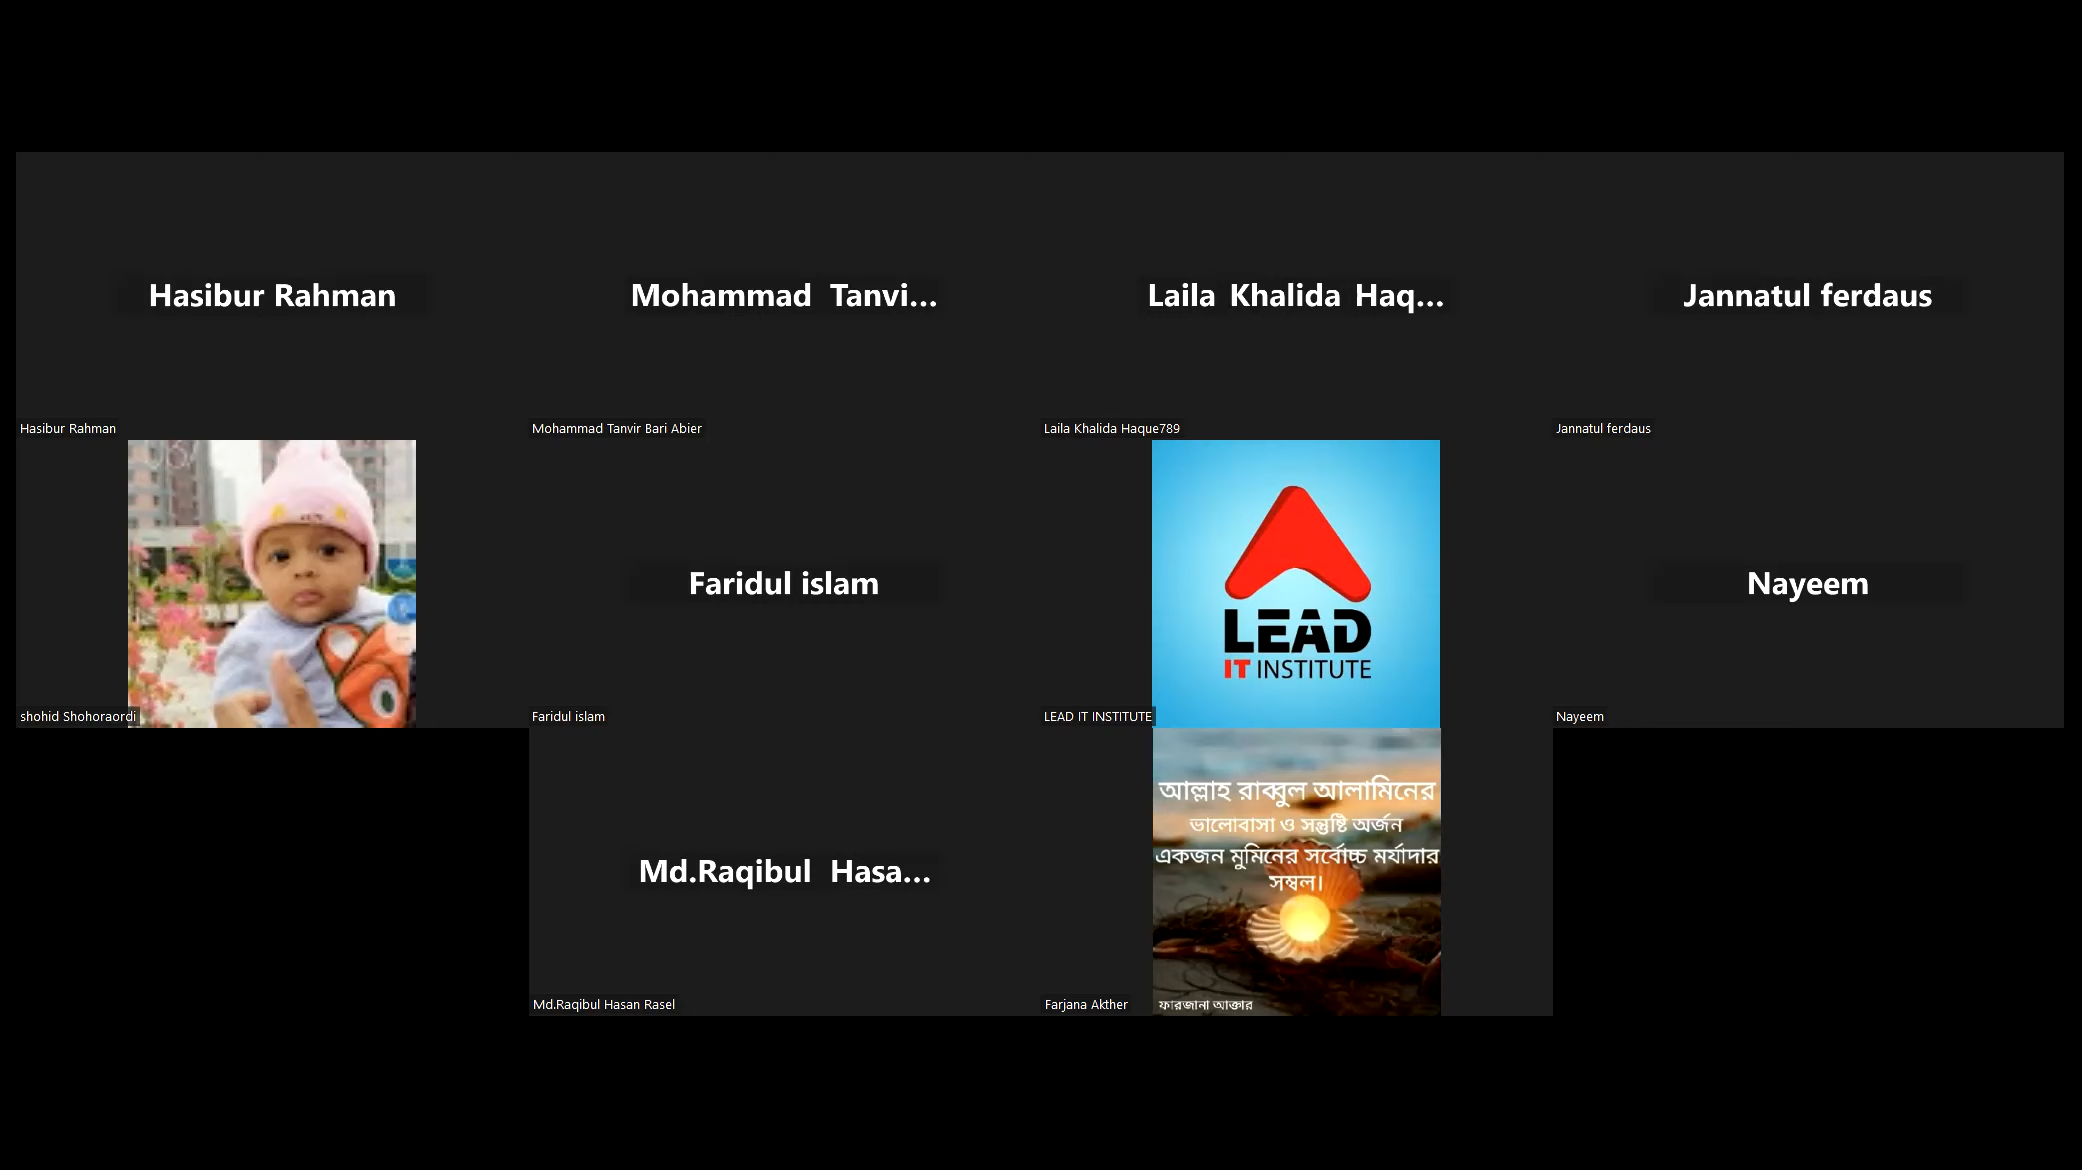 Hasibur Rahman
Mohammad Tanvi...
Laila Khalida Haq...
Jannatul ferdaus
Hasibur Rahman
Mohammad Tanvir Bari Abier
Laila Khalida Haque789
Jannatul ferdaus
Faridul islam
LEAD
IT INSTITUTE
Nayeem
shohid Shohoraordi
Faridul islam
LEAD IT INSTITUTE
Nayeem
Md.Raqibul Hasa...
আল্লাহ রাব্বুল আলামিনের
ভালোবাসা ও সন্তুষ্টি অর্জন
একজন মুমিনের সর্বোচ্চ মর্যাদার
সম্বল।
Md.Raqibul Hasan Rasel
Farjana Akther
ফারজানা আক্তার